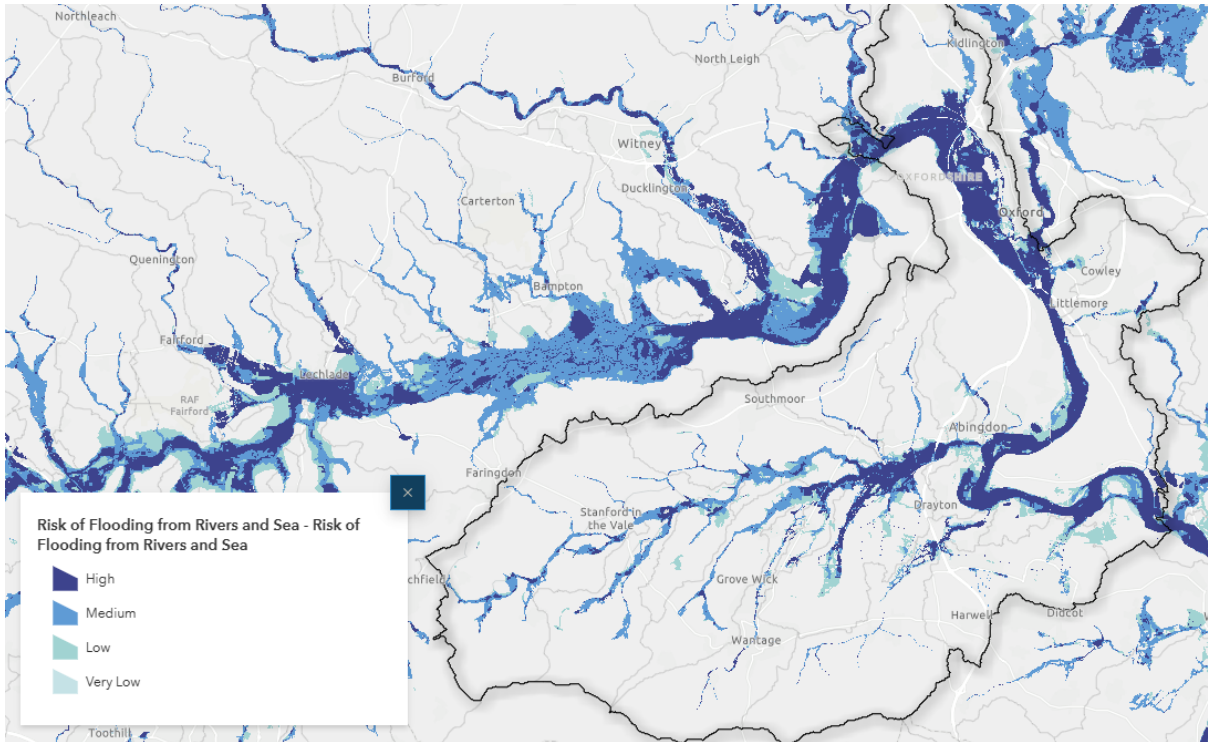 Northleach
Kidlington
North Leigh
Burford
Witney
OXFORDSHIRE
Ducklington
Carterton
Oxford
Quenington
Cowley
Bampton
Littlemore
Fairford
Lechlade
RAF
Fairford
Southmoor
Abingdon
Faringdon
Drayton
Stanford in
the Vale
Grove Wick
Harwell
Didcot
Wantage
Toothill
×
Risk of Flooding from Rivers and Sea - Risk of
Flooding from Rivers and Sea
High
Medium
Low
Very Low